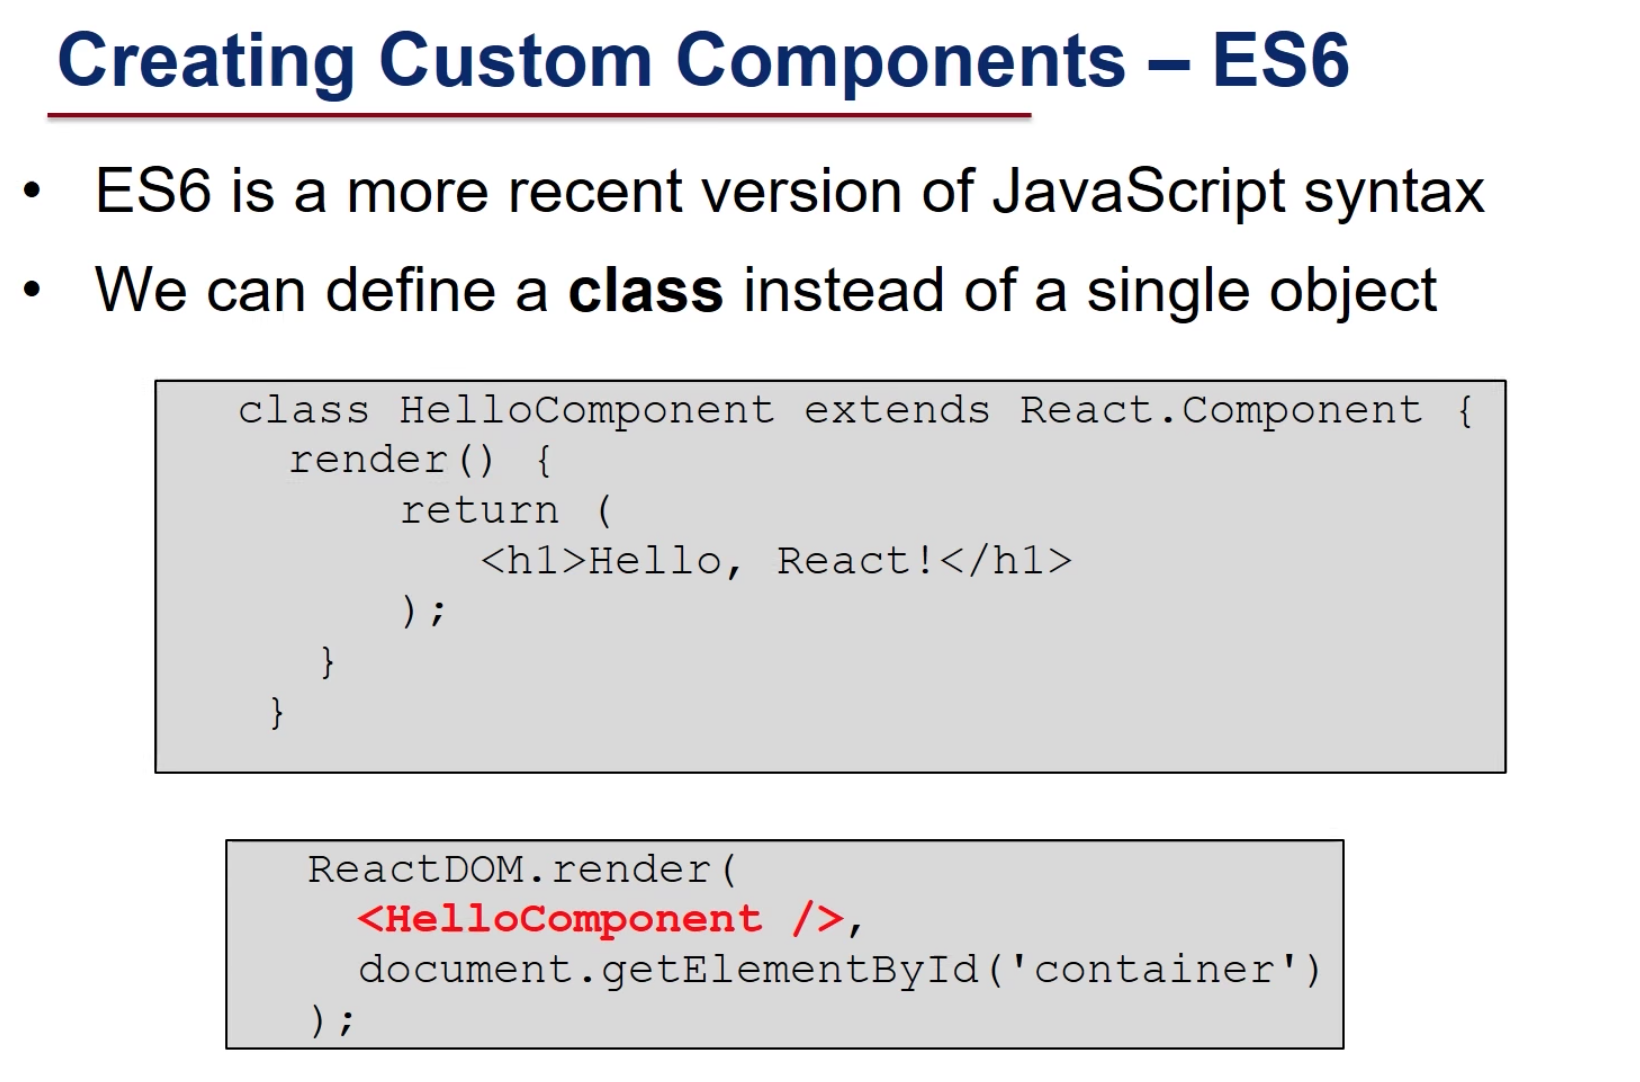 Creating Custom Components – ES6
• ES6 is a more recent version of JavaScript syntax
• We can define a class instead of a single object
class HelloComponent extends React.Component {
render() {
return (
<h1>Hello, React!</h1>
);
}
}
ReactDOM.render(
<HelloComponent />,
document.getElementById('container')
);